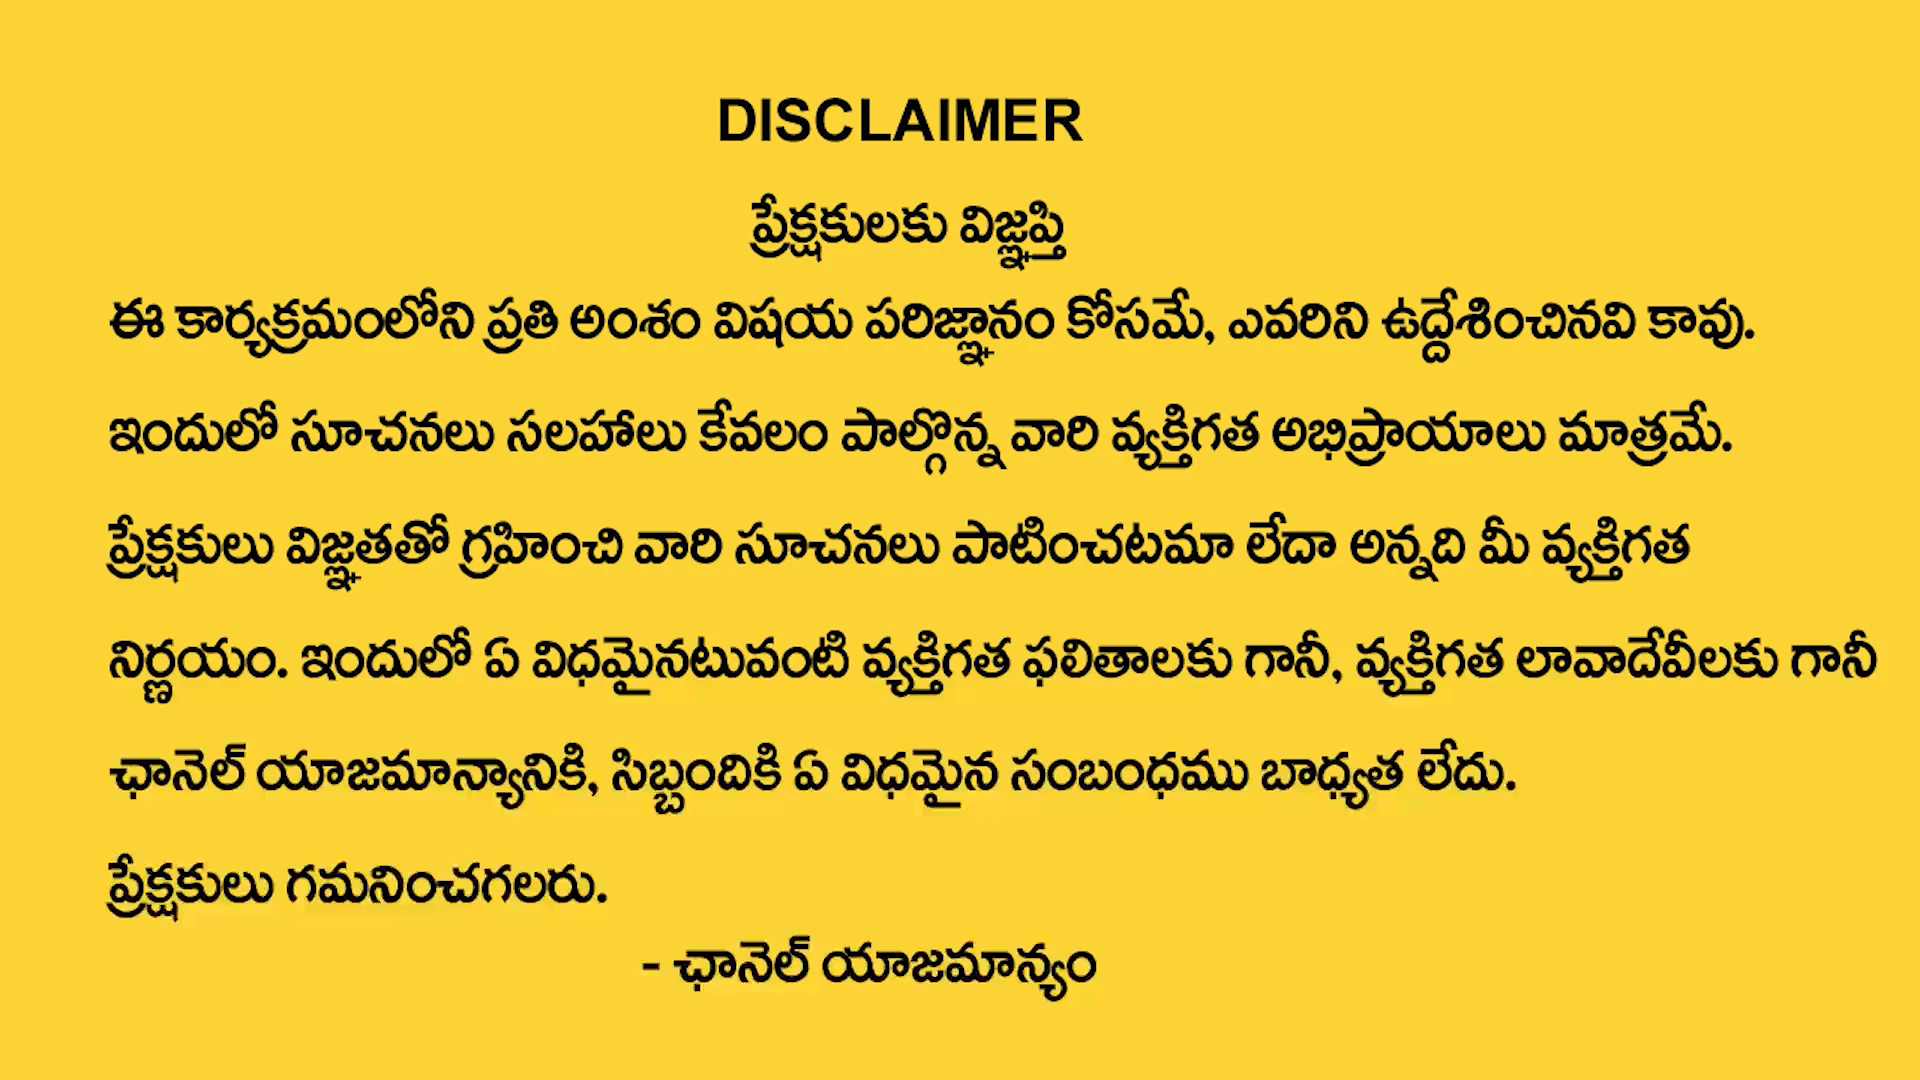 DISCLAIMER
ప్రేక్షకులకు విజ్ఞప్తి
ఈ కార్యక్రమంలోని ప్రతి అంశం విషయ పరిజ్ఞానం కోసమే, ఎవరిని ఉద్దేశించినవి కావు.
ఇందులో సూచనలు సలహాలు కేవలం పాల్గొన్న వారి వ్యక్తిగత అభిప్రాయాలు మాత్రమే.
ప్రేక్షకులు విజ్ఞతతో గ్రహించి వారి సూచనలు పాటించటమా లేదా అన్నది మీ వ్యక్తిగత
నిర్ణయం. ఇందులో ఏ విధమైనటువంటి వ్యక్తిగత ఫలితాలకు గానీ, వ్యక్తిగత లావాదేవీలకు గానీ
ఛానెల్ యాజమాన్యానికి, సిబ్బందికి ఏ విధమైన సంబంధము బాధ్యత లేదు.
ప్రేక్షకులు గమనించగలరు.
- ఛానెల్ యాజమాన్యం